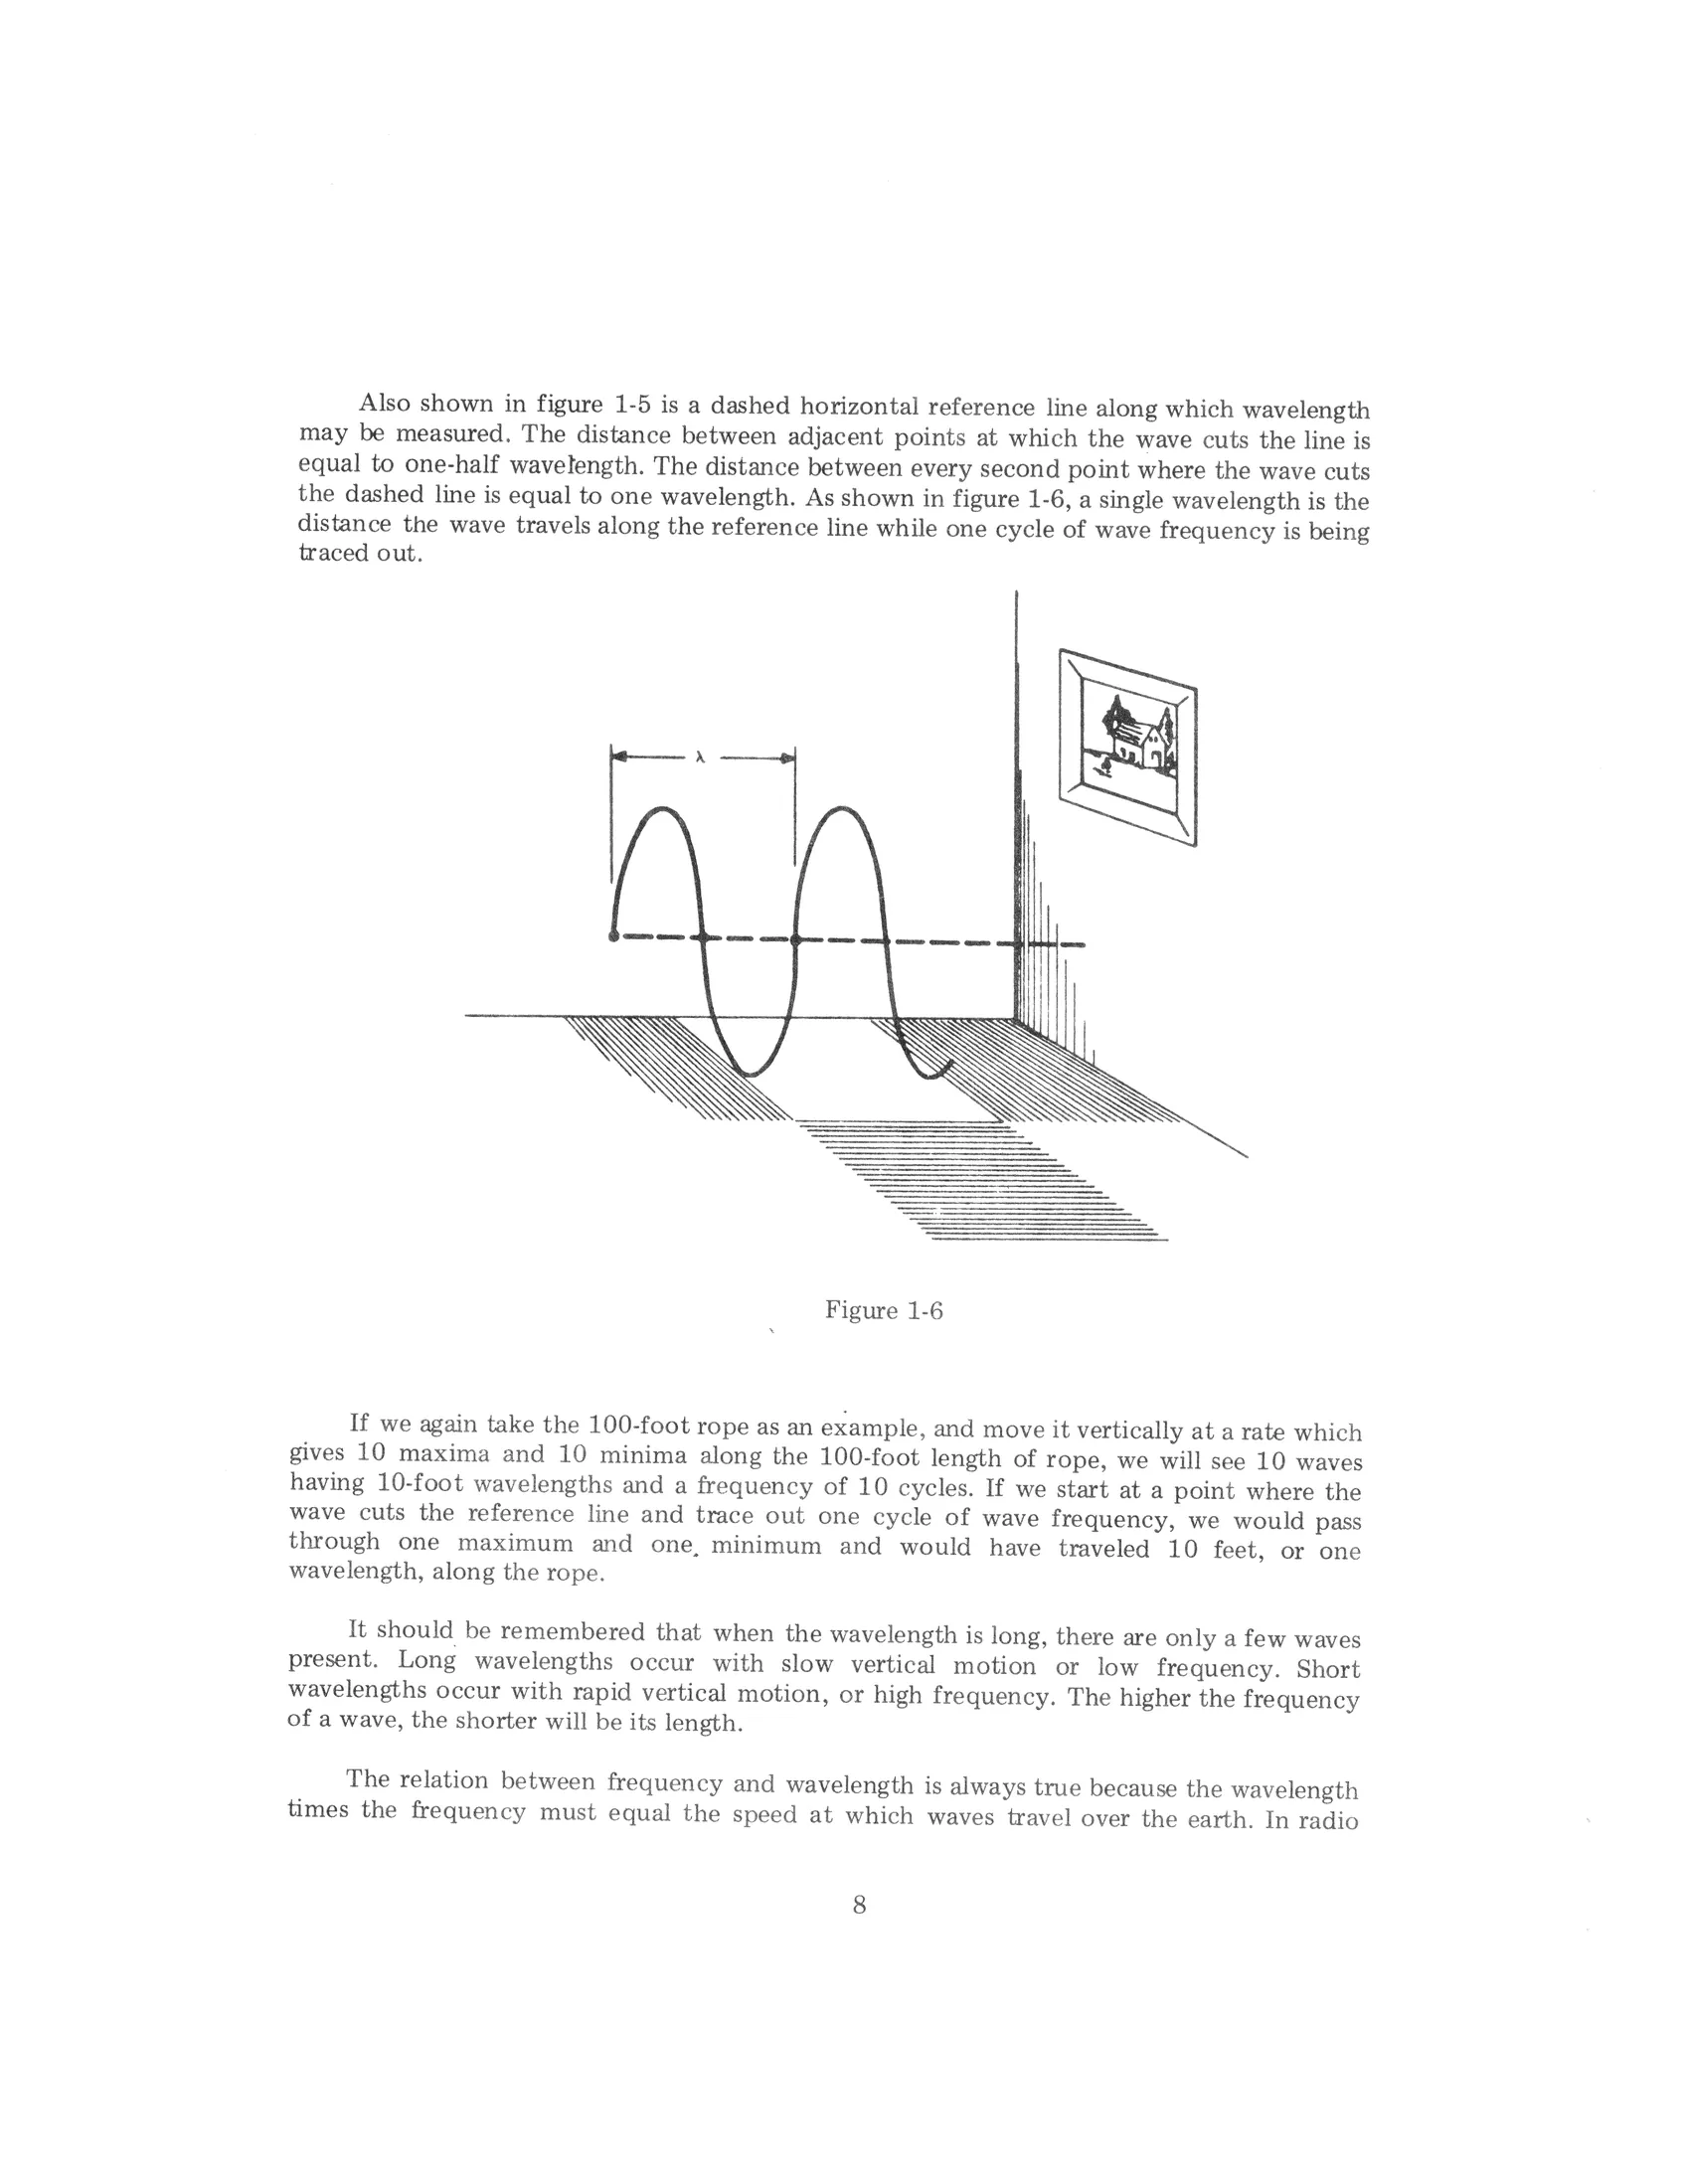 Also shown in figure 1-5 is a dashed horizontal reference line along which wavelength
may be measured. The distance between adjacent points at which the wave cuts the line is
equal to one-half wavelength. The distance between every second point where the wave cuts
the dashed line is equal to one wavelength. As shown in figure 1-6, a single wavelength is the
distance the wave travels along the reference line while one cycle of wave frequency is being
traced out.
λ
Figure 1-6
If we again take the 100-foot rope as an example, and move it vertically at a rate which
gives 10 maxima and 10 minima along the 100-foot length of rope, we will see 10 waves
having 10-foot wavelengths and a frequency of 10 cycles. If we start at a point where the
wave cuts the reference line and trace out one cycle of wave frequency, we would pass
through one maximum and one minimum and would have traveled 10 feet, or one
wavelength, along the rope.
It should be remembered that when the wavelength is long, there are only a few waves
present. Long wavelengths occur with slow vertical motion or low frequency. Short
wavelengths occur with rapid vertical motion, or high frequency. The higher the frequency
of a wave, the shorter will be its length.
The relation between frequency and wavelength is always true because the wavelength
times the frequency must equal the speed at which waves travel over the earth. In radio
8